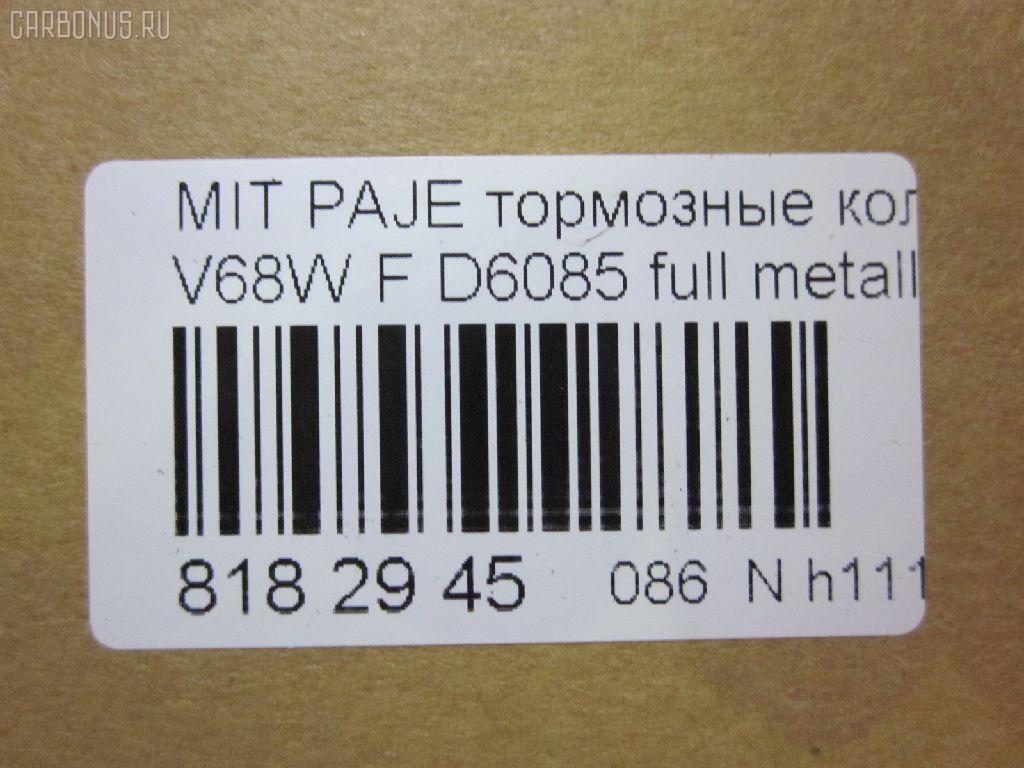 CARBONUS.RU
MIT PAJE тормозные кол
V68W F D6085 full metall
818 29 45 086 N h111